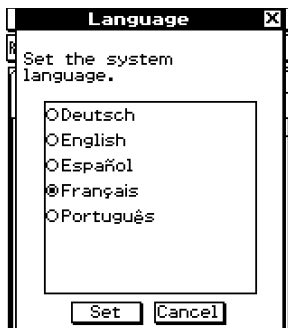 Language
Set the system
language.
Deutsch
English
Español
Français
Português
Set Cancel